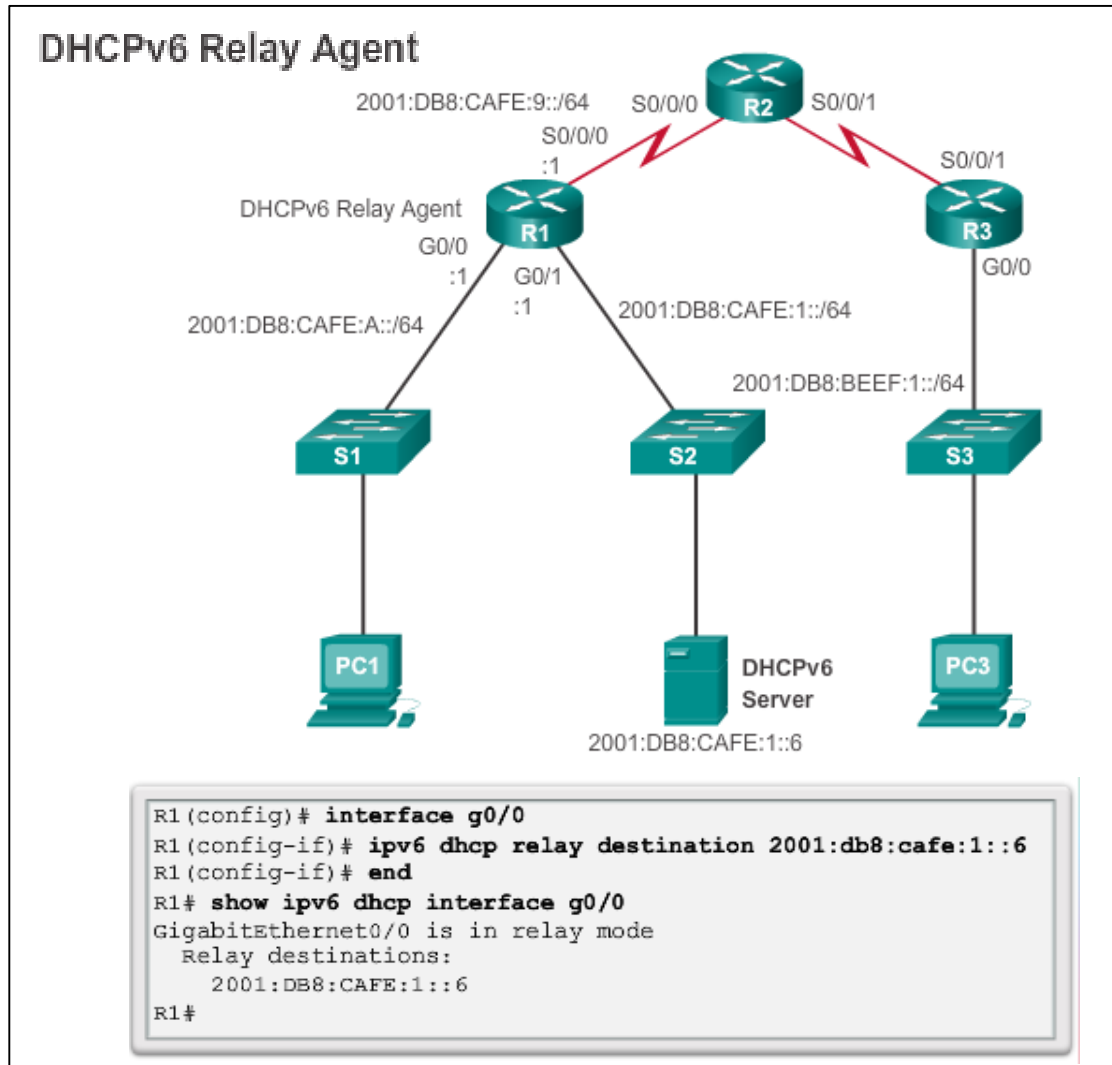 DHCPv6 Relay Agent
2001:DB8:CAFE:9::/64
S0/0/0
R2
S0/0/1
S0/0/0
:1
S0/0/1
DHCPv6 Relay Agent
R1
R3
G0/0
:1
G0/1
:1
G0/0
2001:DB8:CAFE:A::/64
2001:DB8:CAFE:1::/64
2001:DB8:BEEF:1::/64
S1
S2
S3
PC1
DHCPv6
Server
PC3
2001:DB8:CAFE:1::6
R1(config)# interface g0/0
R1(config-if)# ipv6 dhcp relay destination 2001:db8:cafe:1::6
R1(config-if)# end
R1# show ipv6 dhcp interface g0/0
GigabitEthernet0/0 is in relay mode
Relay destinations:
2001:DB8:CAFE:1::6
R1#